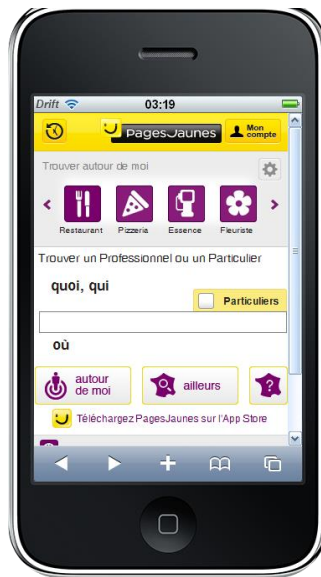 Drift 03:19
PagesJaunes Mon compte
Trouver autour de moi
Restaurant Pizzeria Essence Fleuriste
Trouver un Professionnel ou un Particulier
quoi, qui
Particuliers
où
autour de moi ailleurs ?
Téléchargez PagesJaunes sur l'App Store